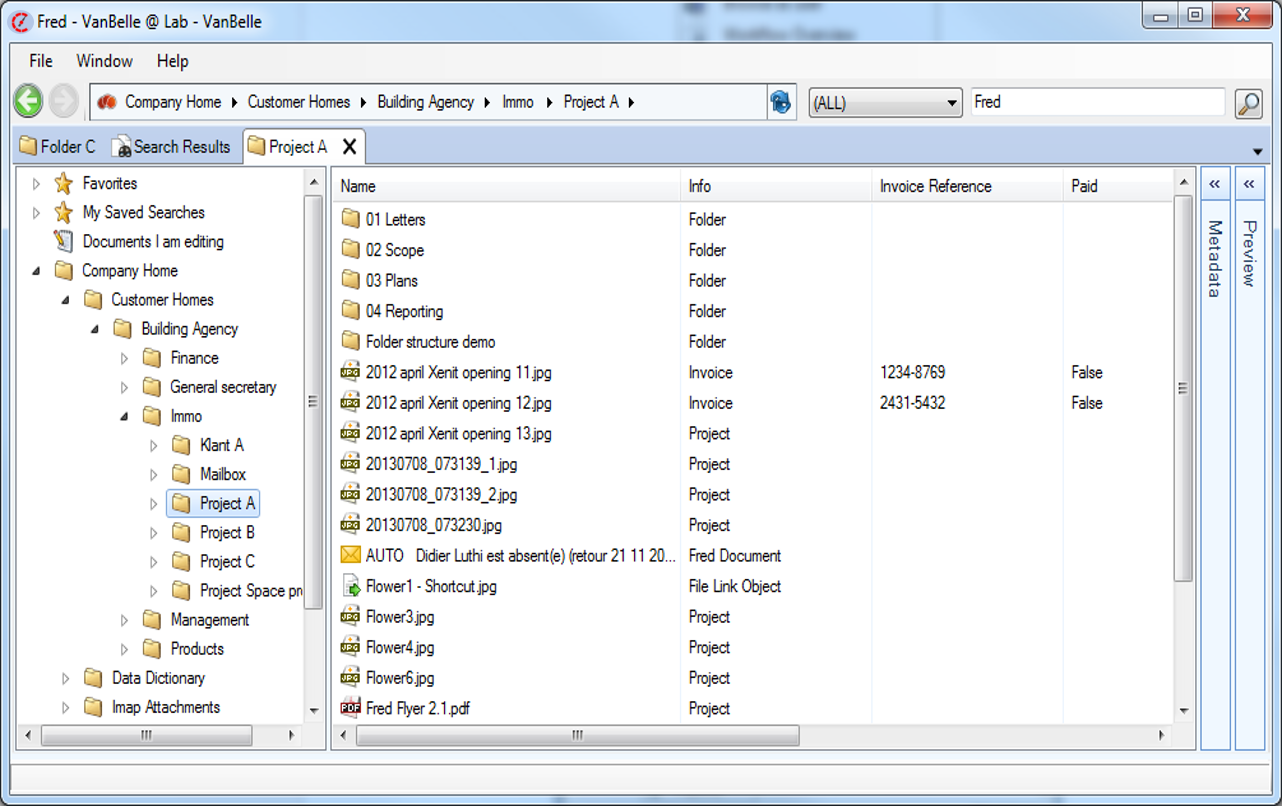 Fred - VanBelle @ Lab - VanBelle
File Window Help
Company Home Customer Homes Building Agency Immo Project A (ALL) Fred
Folder C Search Results Project A
Favorites
My Saved Searches
Documents I am editing
Company Home
Customer Homes
Building Agency
Finance
General secretary
Immo
Klant A
Mailbox
Project A
Project B
Project C
Project Space pr
Management
Products
Data Dictionary
Imap Attachments
Name Info Invoice Reference Paid
01 Letters Folder
02 Scope Folder
03 Plans Folder
04 Reporting Folder
Folder structure demo Folder
2012 april Xenit opening 11.jpg Invoice 1234-8769 False
2012 april Xenit opening 12.jpg Invoice 2431-5432 False
2012 april Xenit opening 13.jpg Project
20130708_073139_1.jpg Project
20130708_073139_2.jpg Project
20130708_073230.jpg Project
AUTO Didier Luthi est absent(e) (retour 21 11 20... Fred Document
Flower1 - Shortcut.jpg File Link Object
Flower3.jpg Project
Flower4.jpg Project
Flower6.jpg Project
Fred Flyer 2.1.pdf Project
Metadata
Preview